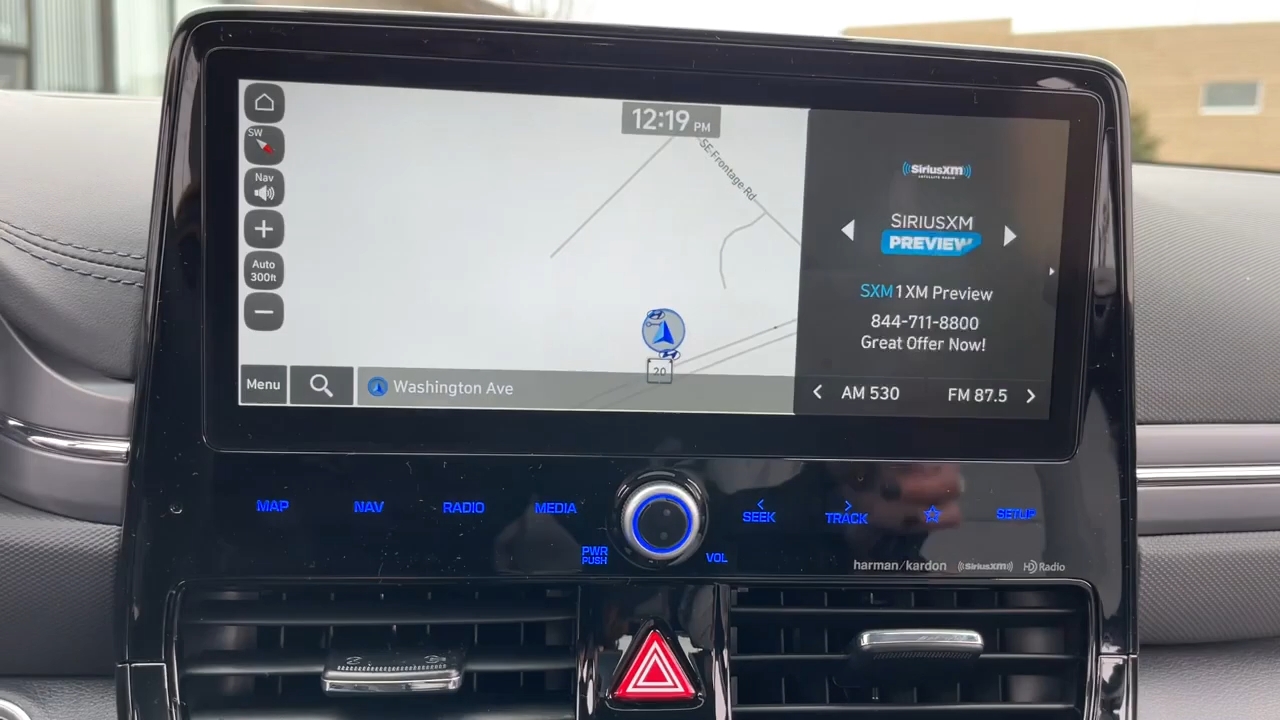 12:19 PM
SW
Nav
Auto
300ft
SE Frontage Rd
20
Menu
Washington Ave
SiriusXM
SATELLITE RADIO
SIRIUSXM
PREVIEW
SXM 1 XM Preview
844-711-8800
Great Offer Now!
AM 530
FM 87.5
MAP
NAV
RADIO
MEDIA
SEEK
TRACK
SETUP
PWR
PUSH
VOL
harman/kardon
SiriusXM
HD Radio